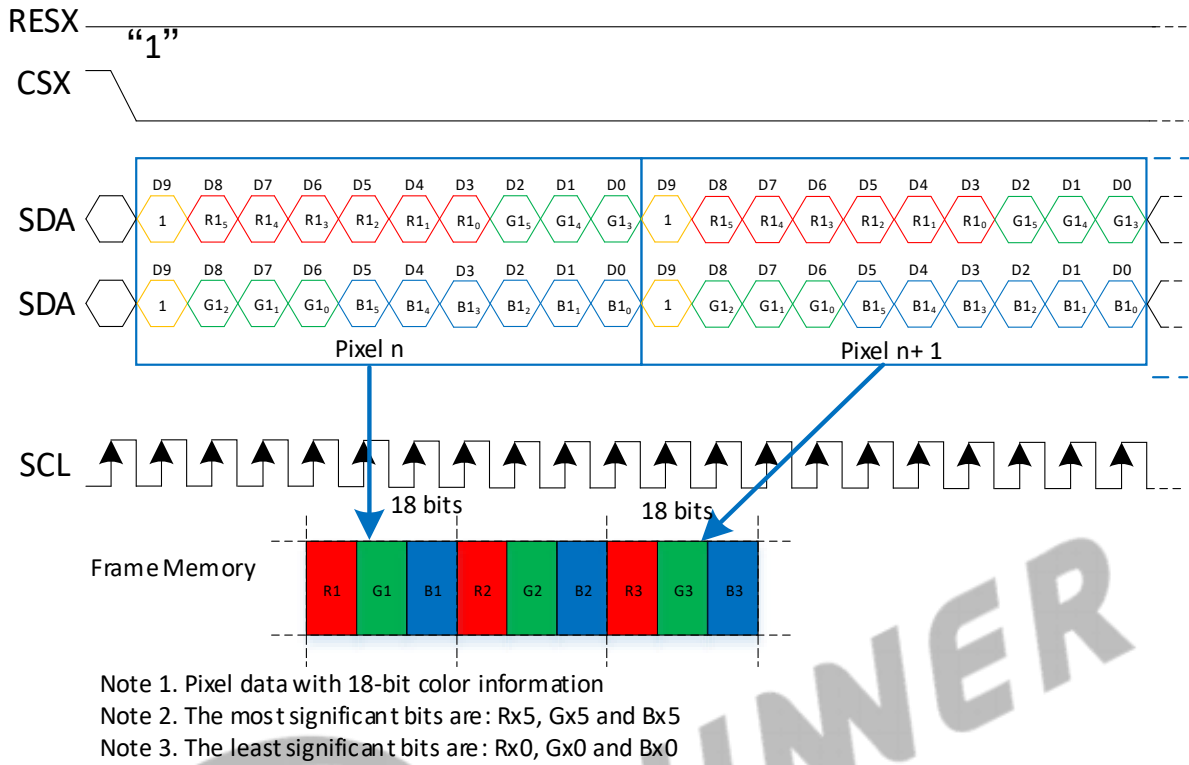 RESX
“1”
CSX
D9 D8 D7 D6 D5 D4 D3 D2 D1 D0 D9 D8 D7 D6 D5 D4 D3 D2 D1 D0
SDA 1 R1₅ R1₄ R1₃ R1₂ R1₁ R1₀ G1₅ G1₄ G1₃ 1 R1₅ R1₄ R1₃ R1₂ R1₁ R1₀ G1₅ G1₄ G1₃
D9 D8 D7 D6 D5 D4 D3 D2 D1 D0 D9 D8 D7 D6 D5 D4 D3 D2 D1 D0
SDA 1 G1₂ G1₁ G1₀ B1₅ B1₄ B1₃ B1₂ B1₁ B1₀ 1 G1₂ G1₁ G1₀ B1₅ B1₄ B1₃ B1₂ B1₁ B1₀
Pixel n Pixel n+ 1
SCL
18 bits 18 bits
Frame Memory R1 G1 B1 R2 G2 B2 R3 G3 B3
Note 1. Pixel data with 18-bit color information
Note 2. The most significant bits are: Rx5, Gx5 and Bx5
Note 3. The least significant bits are: Rx0, Gx0 and Bx0